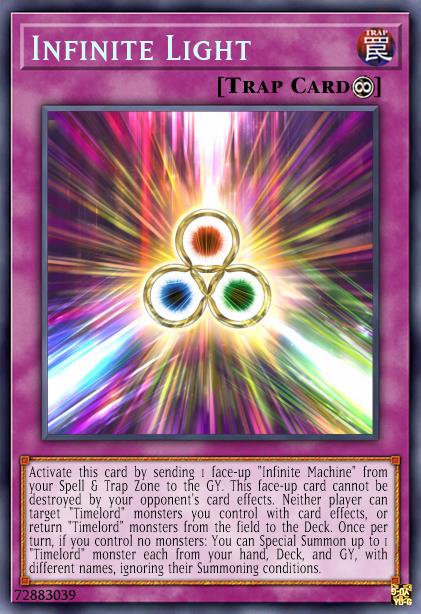 Infinite Light
TRAP
罠
[Trap Card]
Activate this card by sending 1 face-up "Infinite Machine" from
your Spell & Trap Zone to the GY. This face-up card cannot be
destroyed by your opponent's card effects. Neither player can
target "Timelord" monsters you control with card effects, or
return "Timelord" monsters from the field to the Deck. Once per
turn, if you control no monsters: You can Special Summon up to 1
"Timelord" monster each from your hand, Deck, and GY, with
different names, ignoring their Summoning conditions.
72883039